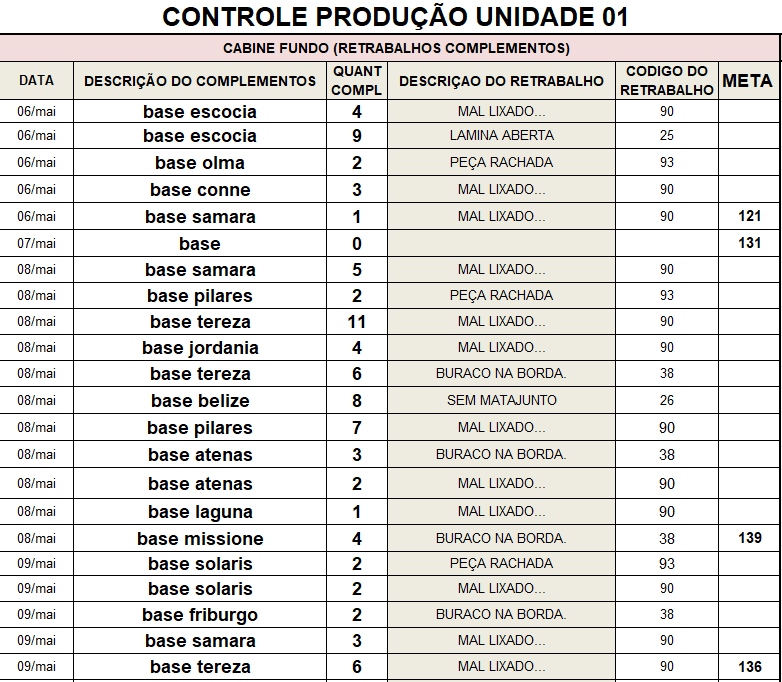 CONTROLE PRODUÇÃO UNIDADE 01
CABINE FUNDO (RETRABALHOS COMPLEMENTOS)
DATA DESCRIÇÃO DO COMPLEMENTOS QUANT COMPL DESCRIÇAO DO RETRABALHO CODIGO DO RETRABALHO META
06/mai base escocia 4 MAL LIXADO... 90
06/mai base escocia 9 LAMINA ABERTA 25
06/mai base olma 2 PEÇA RACHADA 93
06/mai base conne 3 MAL LIXADO... 90
06/mai base samara 1 MAL LIXADO... 90 121
07/mai base 0 131
08/mai base samara 5 MAL LIXADO... 90
08/mai base pilares 2 PEÇA RACHADA 93
08/mai base tereza 11 MAL LIXADO... 90
08/mai base jordania 4 MAL LIXADO... 90
08/mai base tereza 6 BURACO NA BORDA. 38
08/mai base belize 8 SEM MATAJUNTO 26
08/mai base pilares 7 MAL LIXADO... 90
08/mai base atenas 3 BURACO NA BORDA. 38
08/mai base atenas 2 MAL LIXADO... 90
08/mai base laguna 1 MAL LIXADO... 90
08/mai base missione 4 BURACO NA BORDA. 38 139
09/mai base solaris 2 PEÇA RACHADA 93
09/mai base solaris 2 MAL LIXADO... 90
09/mai base friburgo 2 BURACO NA BORDA. 38
09/mai base samara 3 MAL LIXADO... 90
09/mai base tereza 6 MAL LIXADO... 90 136